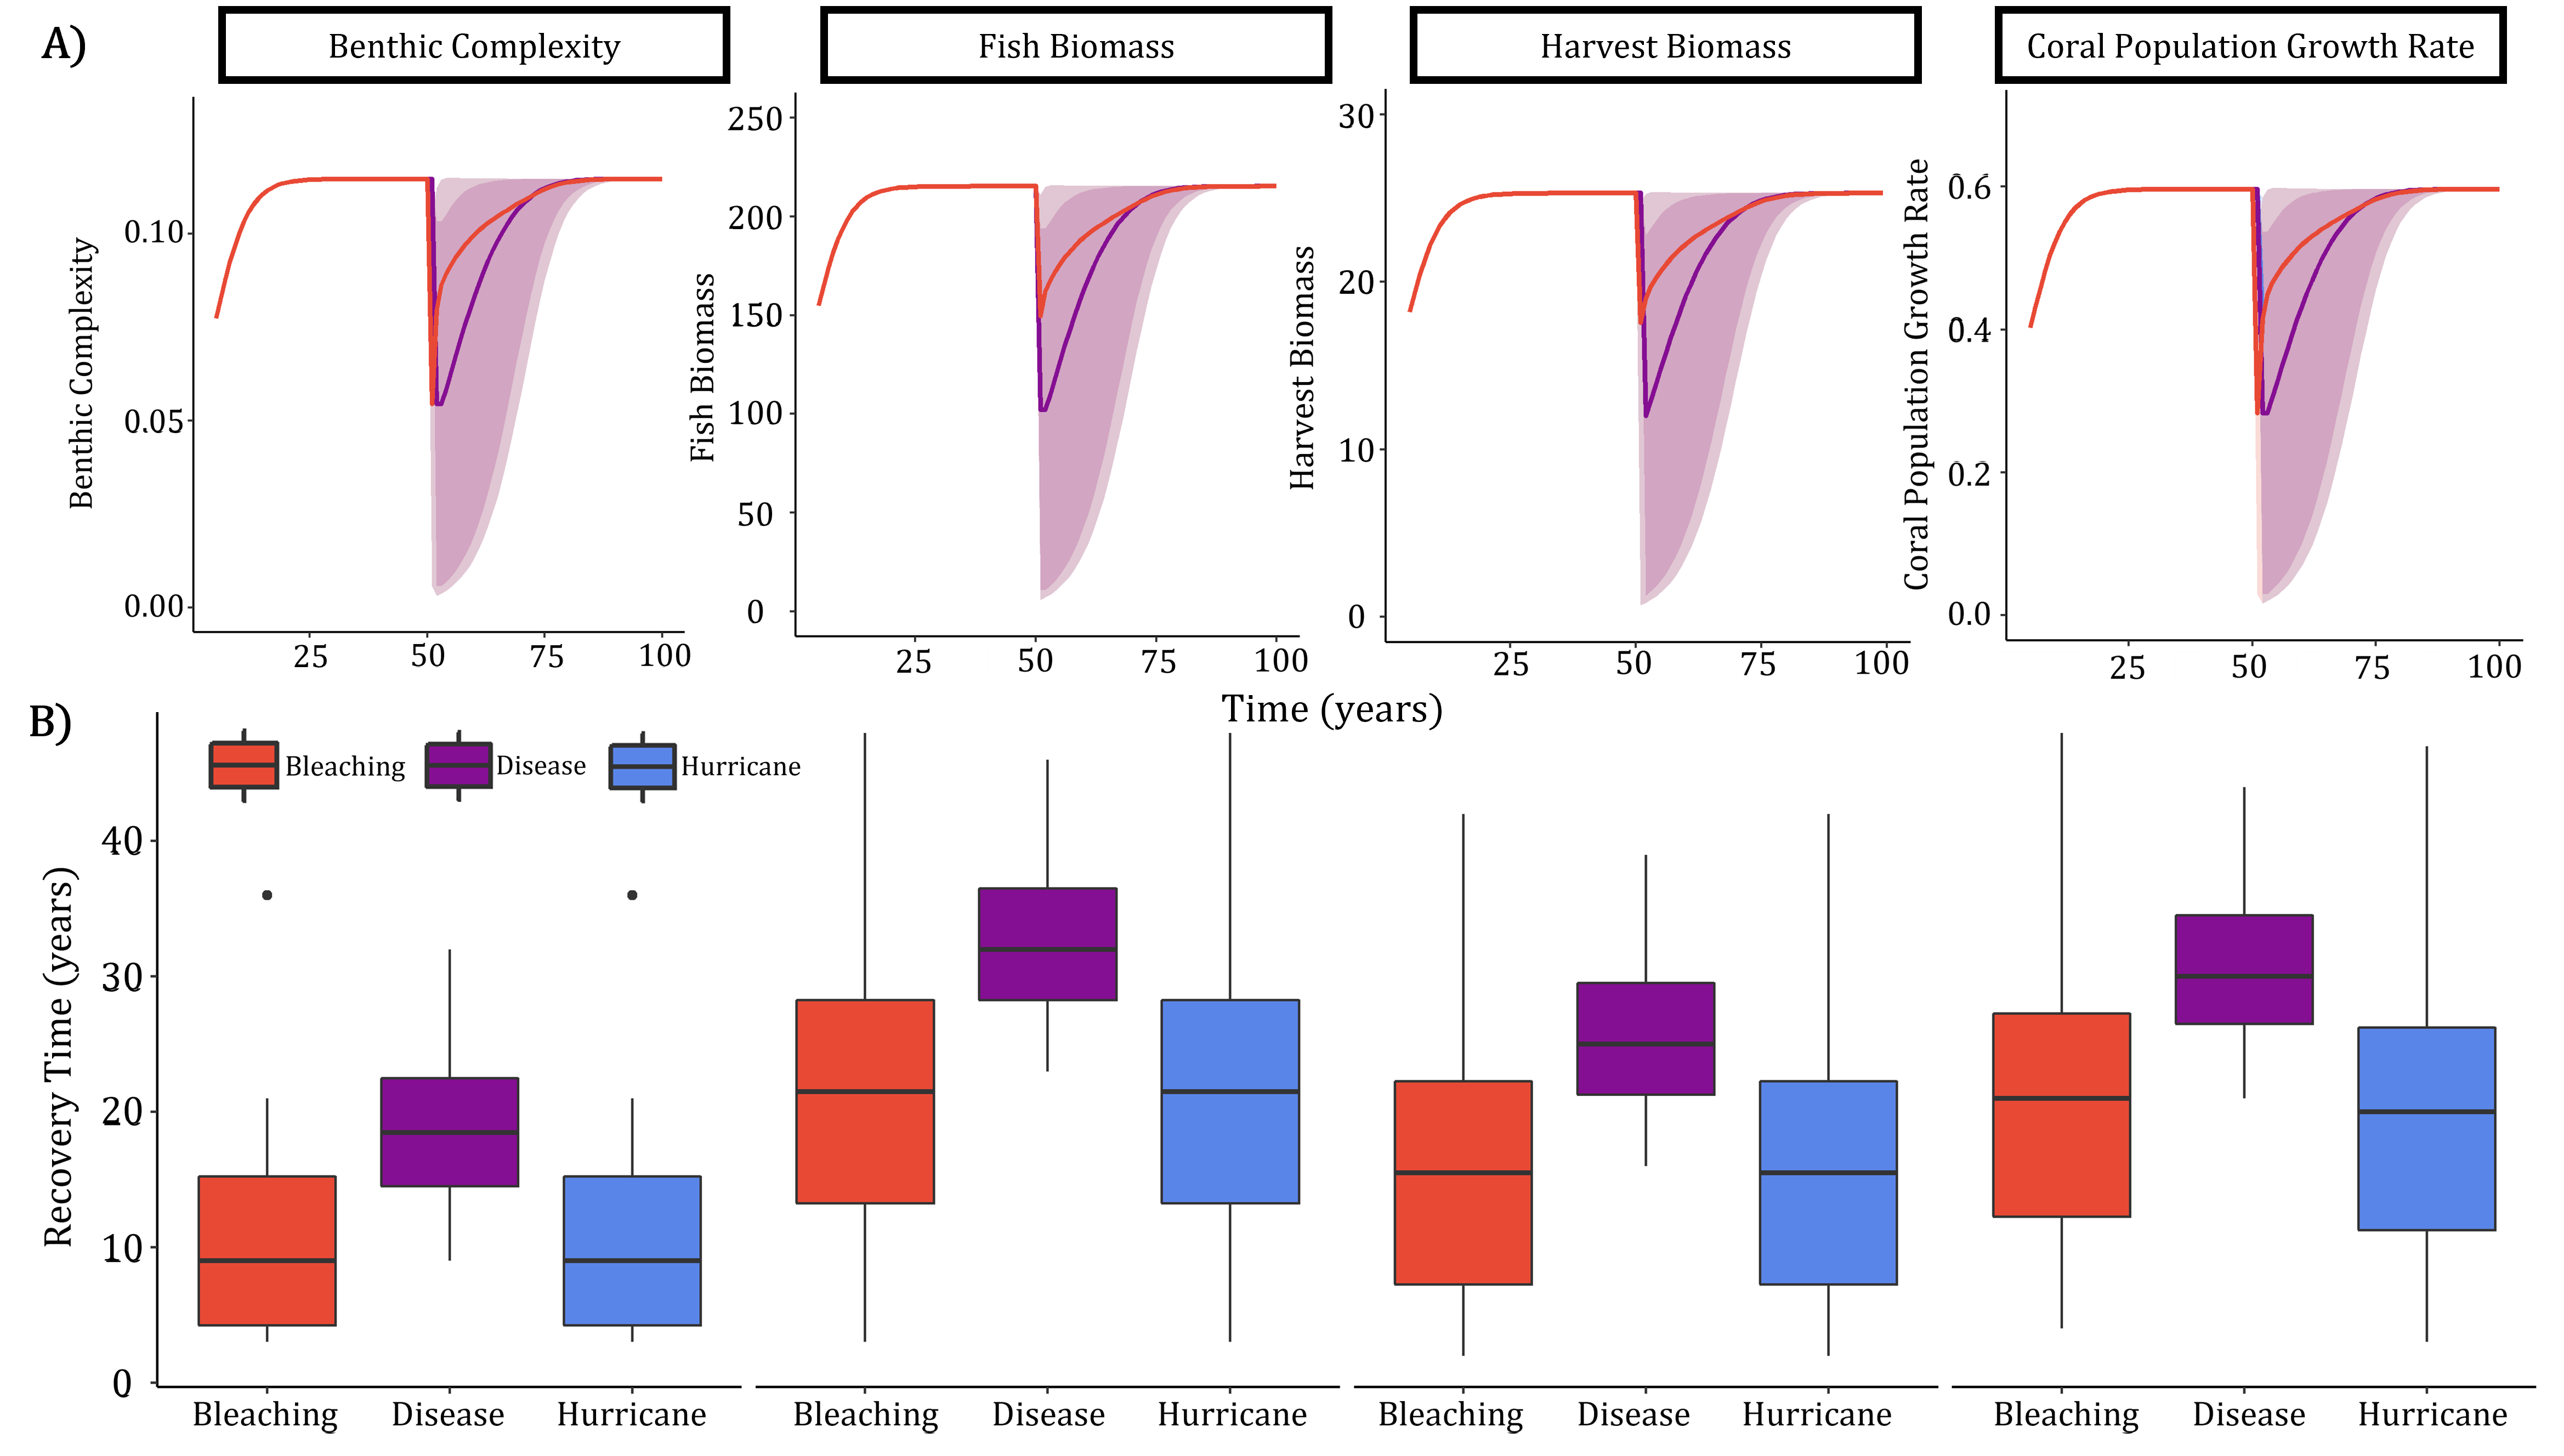 A)
Benthic Complexity
Fish Biomass
Harvest Biomass
Coral Population Growth Rate
Benthic Complexity
0.10
0.05
0.00
25 50 75 100
Fish Biomass
250
200
150
100
50
0
25 50 75 100
Harvest Biomass
30
20
10
0
25 50 75 100
Coral Population Growth Rate
0.6
0.4
0.2
0.0
25 50 75 100
Time (years)
B)
Bleaching Disease Hurricane
Recovery Time (years)
40
30
20
10
0
Bleaching Disease Hurricane
Bleaching Disease Hurricane
Bleaching Disease Hurricane
Bleaching Disease Hurricane